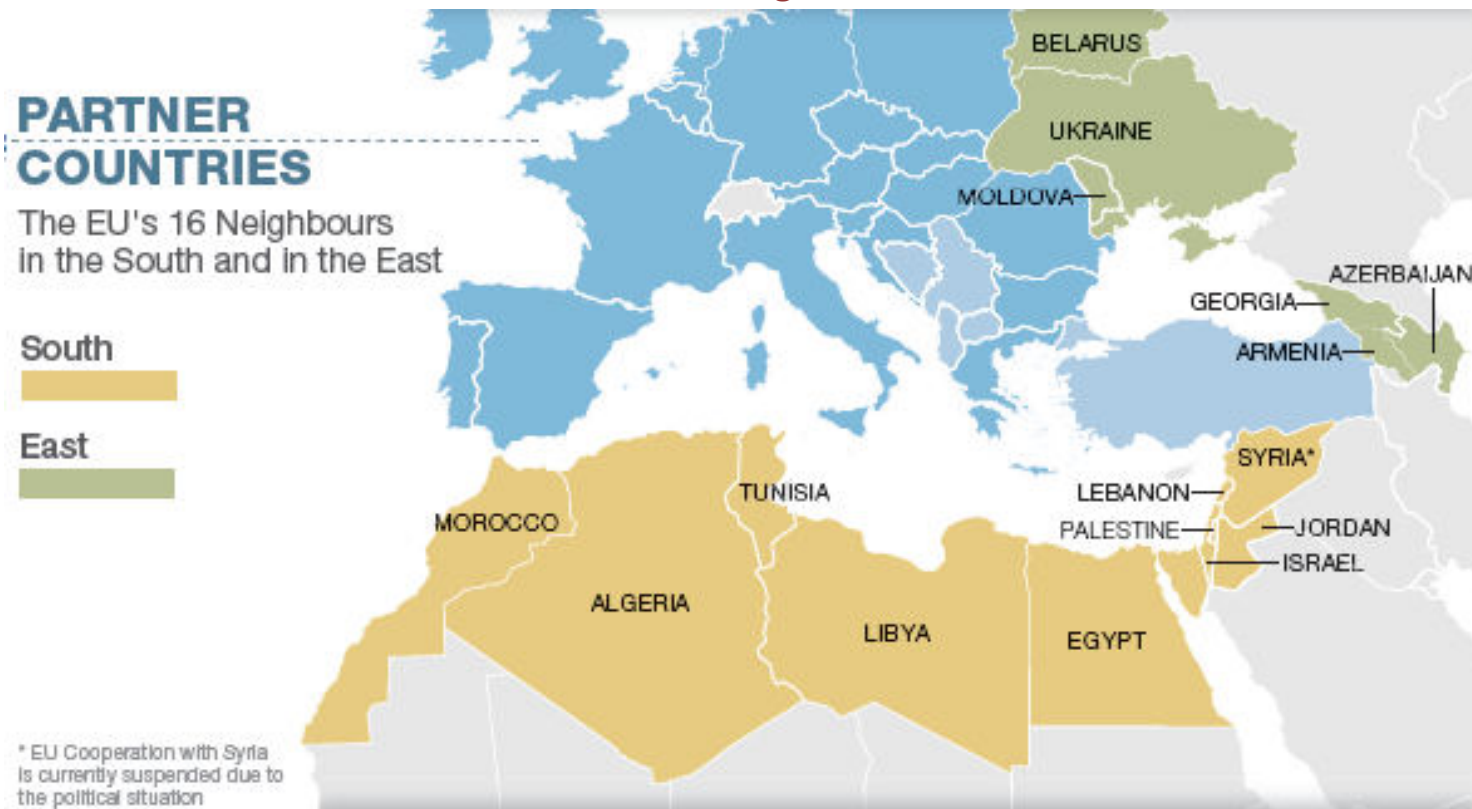 PARTNER
COUNTRIES
The EU's 16 Neighbours
in the South and in the East
South
East
BELARUS
UKRAINE
MOLDOVA
AZERBAIJAN
GEORGIA
ARMENIA
SYRIA*
LEBANON
TUNISIA
MOROCCO
PALESTINE
JORDAN
ISRAEL
ALGERIA
LIBYA
EGYPT
* EU Cooperation with Syria
is currently suspended due to
the political situation